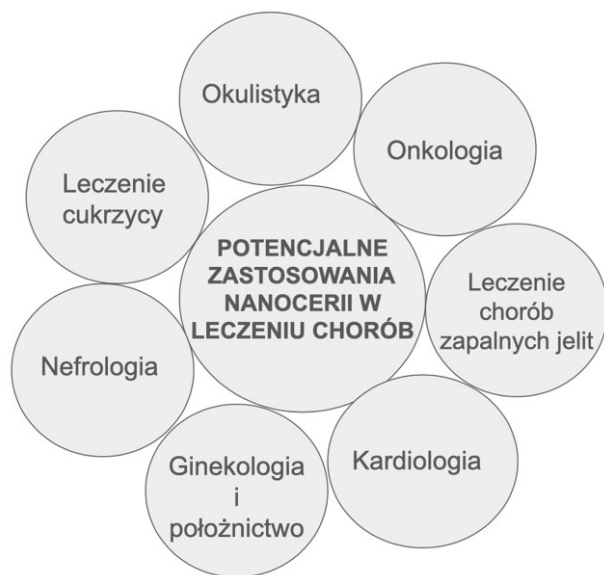 Okulistyka
Onkologia
Leczenie
cukrzycy
POTENCJALNE
ZASTOSOWANIA
NANOCERII W
LECZENIU CHORÓB
Leczenie
chorób
zapalnych jelit
Nefrologia
Kardiologia
Ginekologia
i
położnictwo